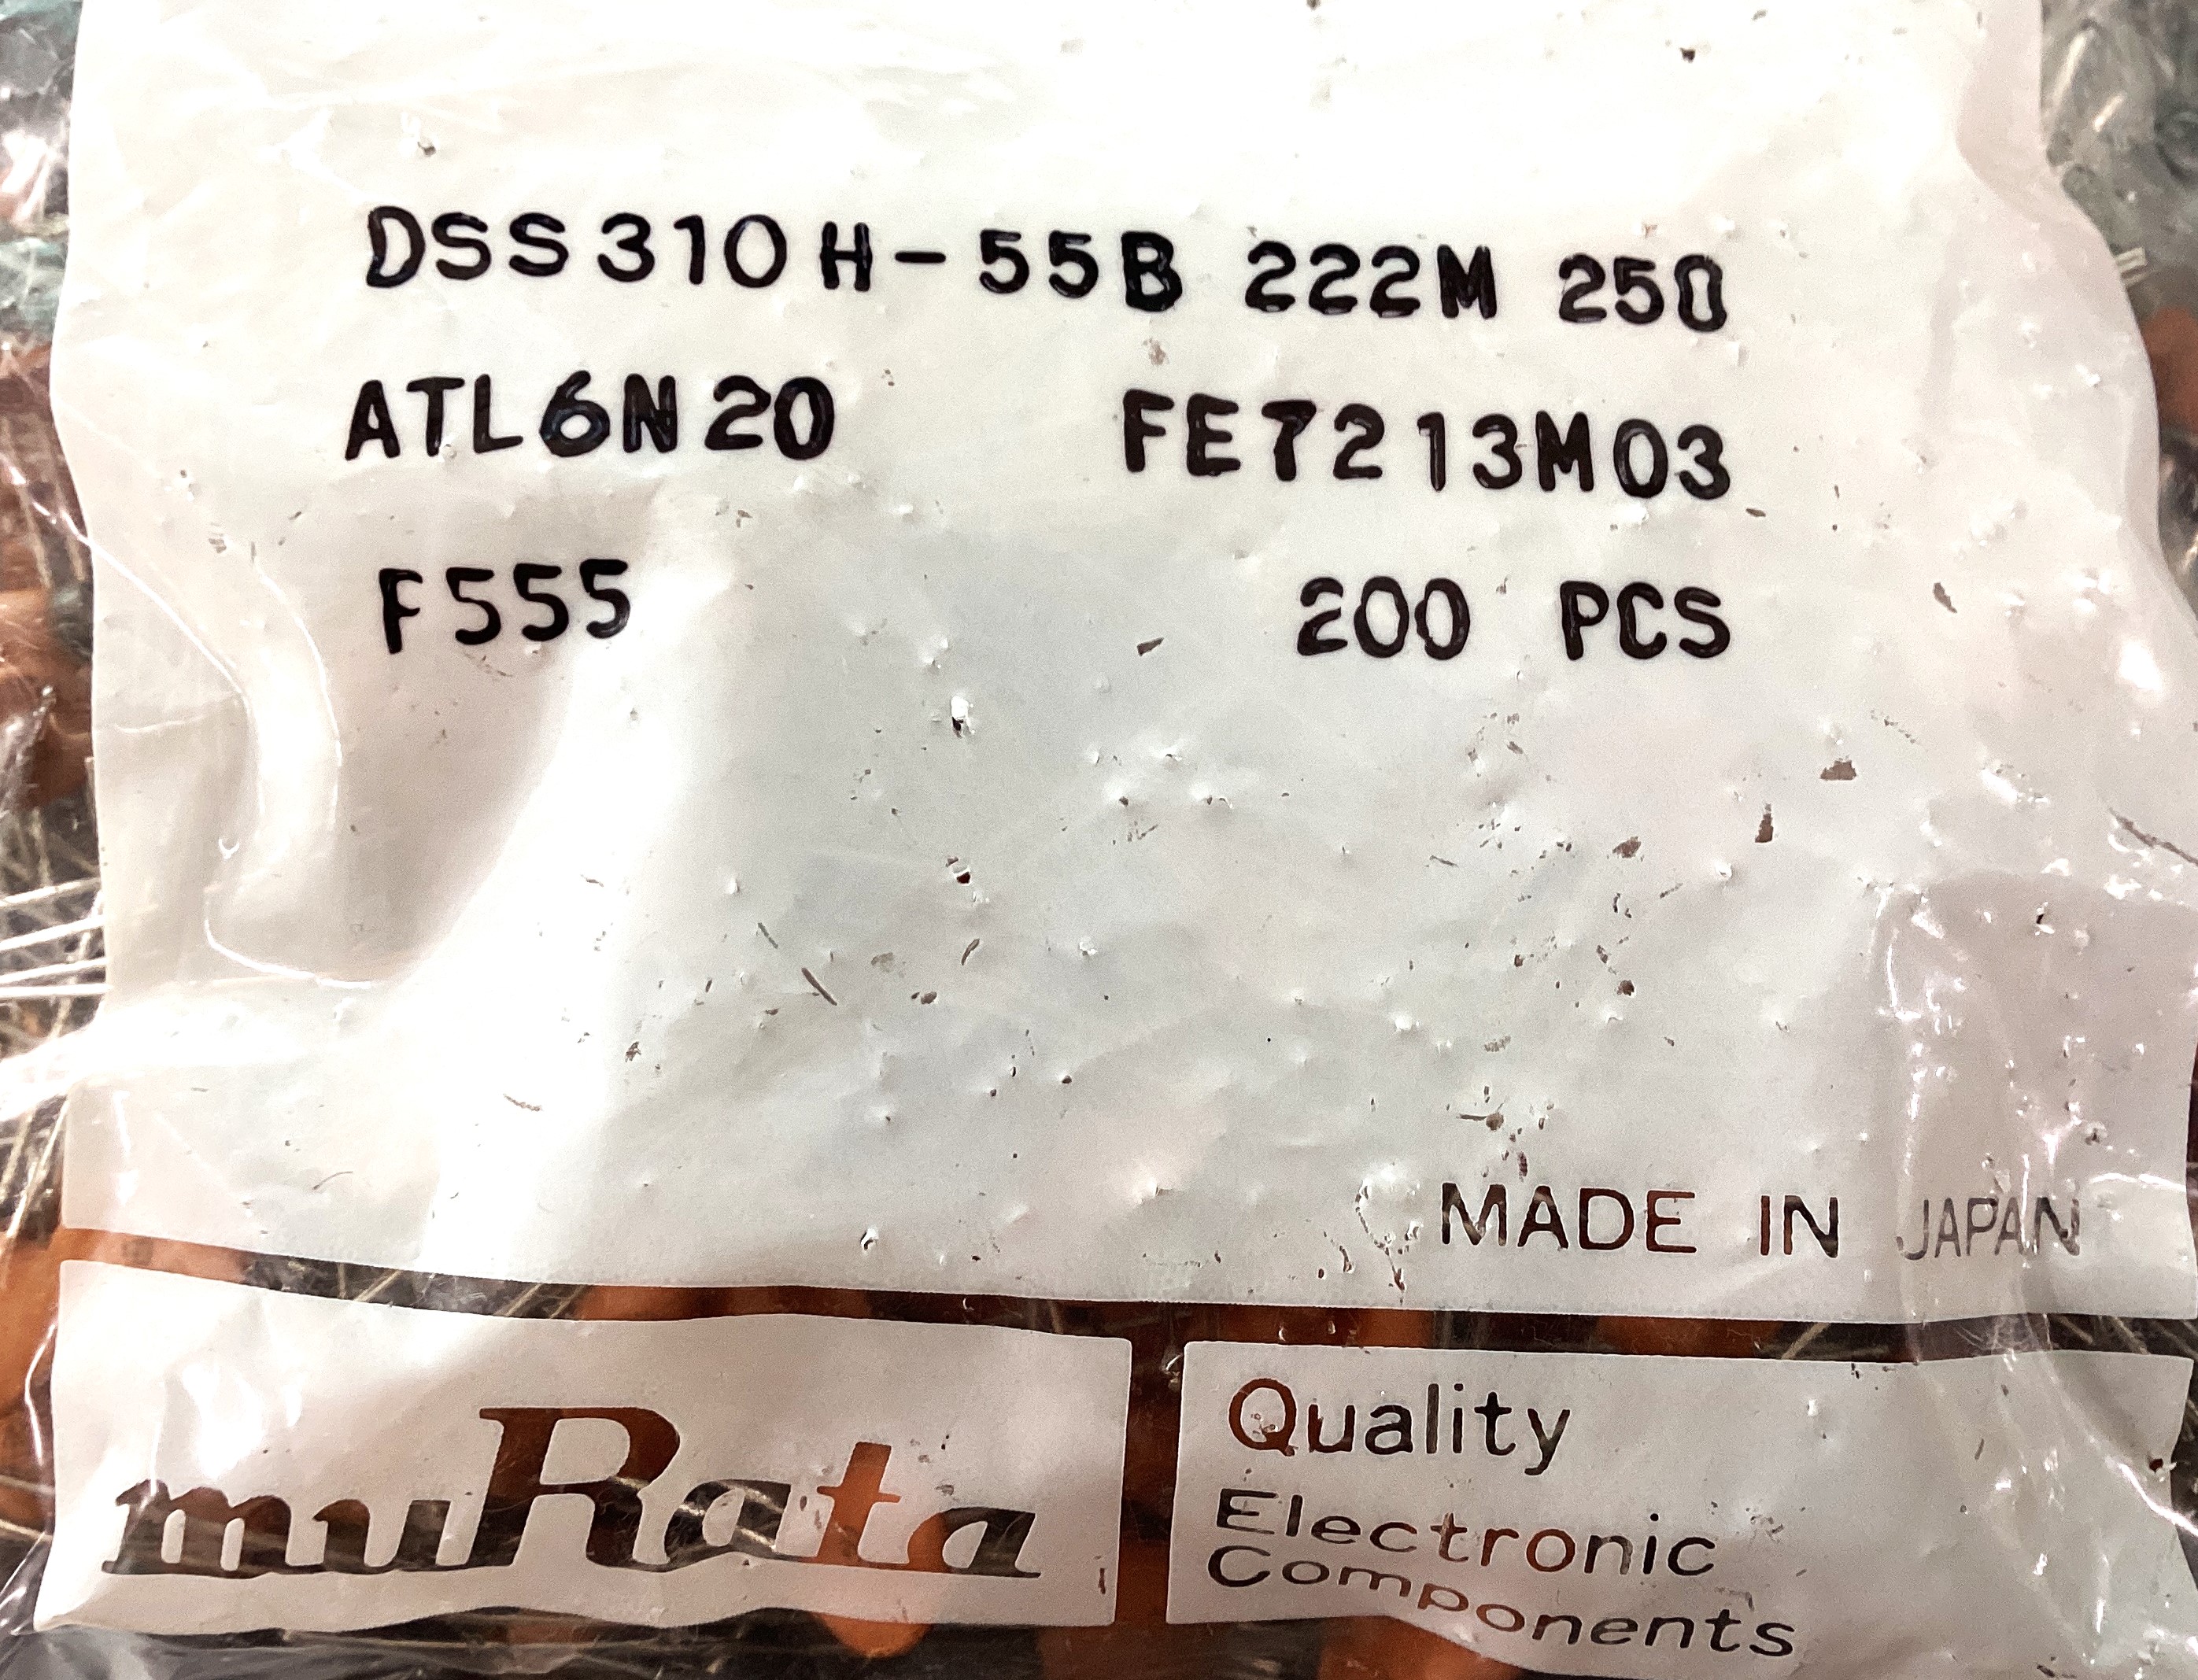 DSS310H-55B 222M 250
ATL6N20 FE7213M03
F555 200 PCS
MADE IN JAPAN
muRata
Quality
Electronic
Components